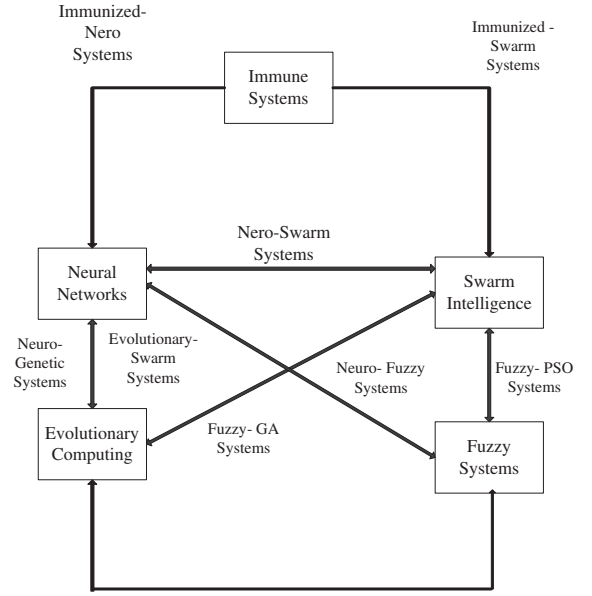 Immunized-
Nero
Systems
Immunized -
Swarm
Systems
Immune
Systems
Nero-Swarm
Systems
Neural
Networks
Swarm
Intelligence
Neuro-
Genetic
Systems
Evolutionary-
Swarm
Systems
Neuro- Fuzzy
Systems
Fuzzy- PSO
Systems
Evolutionary
Computing
Fuzzy- GA
Systems
Fuzzy
Systems